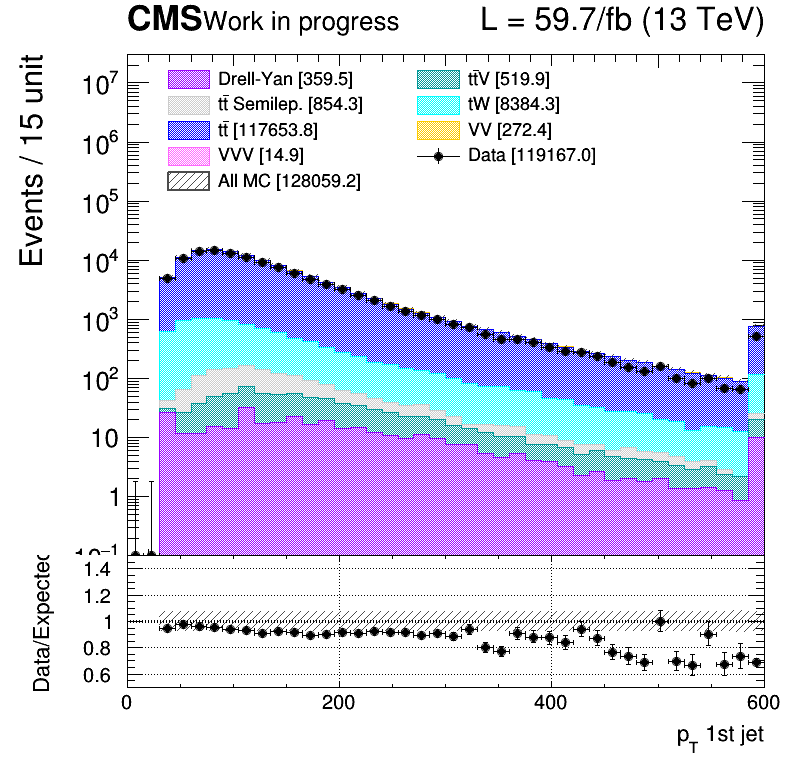 CMS Work in progress L = 59.7/fb (13 TeV)
Events / 15 unit
Drell-Yan [359.5]
tt̄ Semilep. [854.3]
tt̄ [117653.8]
VVV [14.9]
All MC [128059.2]
tt̄V [519.9]
tW [8384.3]
VV [272.4]
Data [119167.0]
10⁷
10⁶
10⁵
10⁴
10³
10²
10
1
10⁻¹
Data/Expected
1.4
1.2
1
0.8
0.6
0 200 400 600
p_T 1st jet